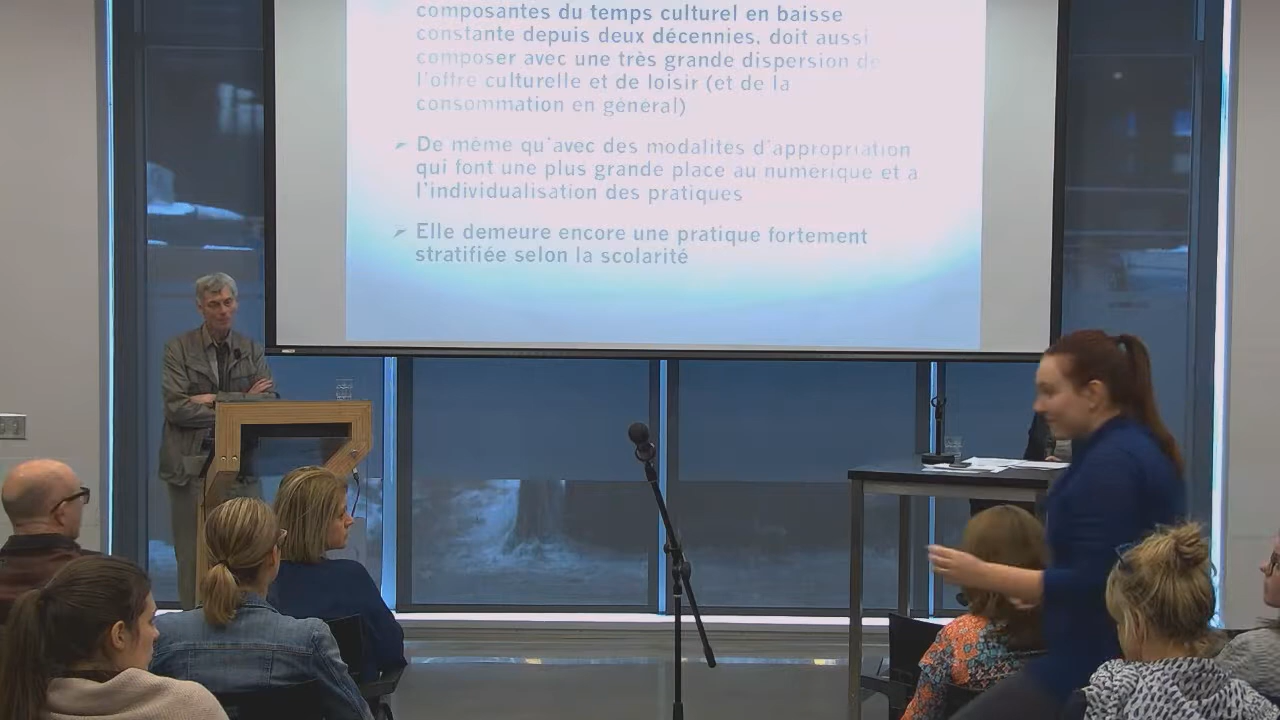 composantes du temps culturel en baisse
constante depuis deux décennies, doit aussi
composer avec une très grande dispersion de
l'offre culturelle et de loisir (et de la
consommation en général)
De même qu'avec des modalités d'appropriation
qui font une plus grande place au numérique et à
l'individualisation des pratiques
Elle demeure encore une pratique fortement
stratifiée selon la scolarité